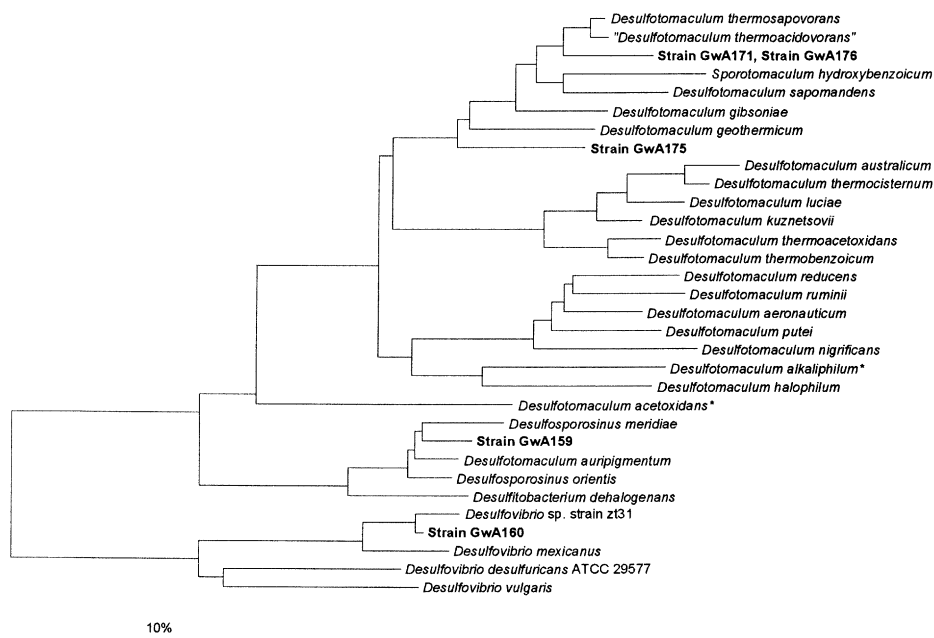 Desulfotomaculum thermosapovorans
"Desulfotomaculum thermoacidovorans"
Strain GwA171, Strain GwA176
Sporotomaculum hydroxybenzoicum
Desulfotomaculum sapomandens
Desulfotomaculum gibsoniae
Desulfotomaculum geothermicum
Strain GwA175
Desulfotomaculum australicum
Desulfotomaculum thermocisternum
Desulfotomaculum luciae
Desulfotomaculum kuznetsovii
Desulfotomaculum thermoacetoxidans
Desulfotomaculum thermobenzoicum
Desulfotomaculum reducens
Desulfotomaculum ruminii
Desulfotomaculum aeronauticum
Desulfotomaculum putei
Desulfotomaculum nigrificans
Desulfotomaculum alkaliphilum*
Desulfotomaculum halophilum
Desulfotomaculum acetoxidans*
Desulfosporosinus meridiae
Strain GwA159
Desulfotomaculum auripigmentum
Desulfosporosinus orientis
Desulfitobacterium dehalogenans
Desulfovibrio sp. strain zt31
Strain GwA160
Desulfovibrio mexicanus
Desulfovibrio desulfuricans ATCC 29577
Desulfovibrio vulgaris
10%